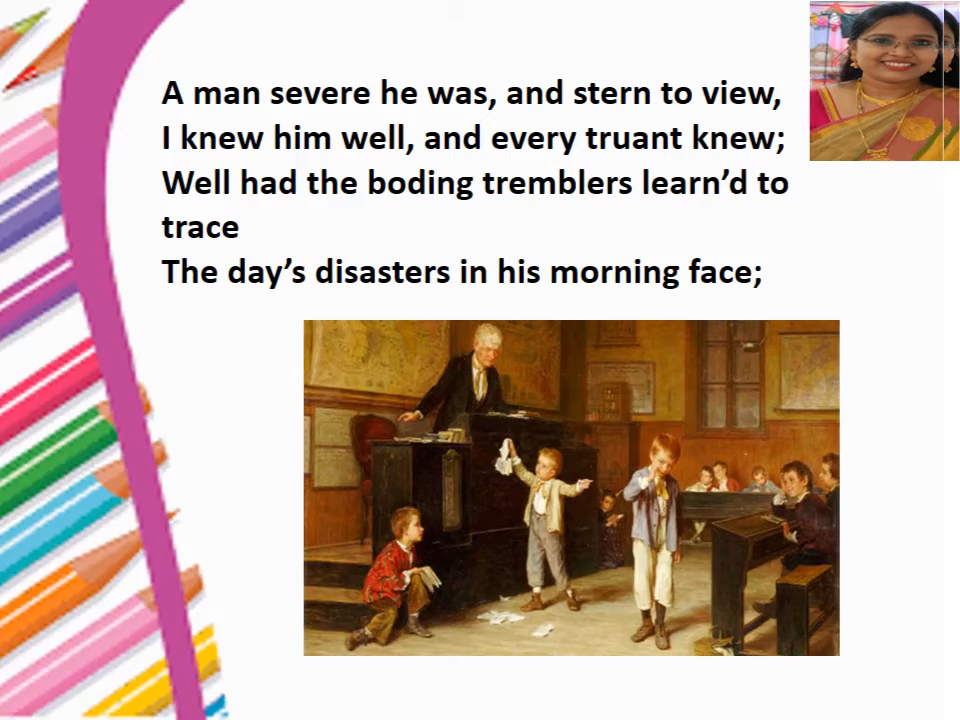 A man severe he was, and stern to view,
I knew him well, and every truant knew;
Well had the boding tremblers learn’d to
trace
The day’s disasters in his morning face;